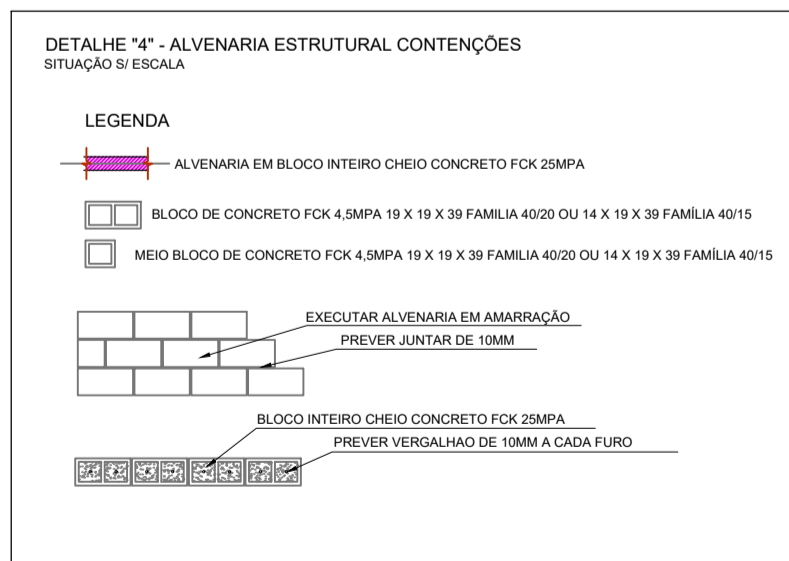 DETALHE "4" - ALVENARIA ESTRUTURAL CONTENÇÕES
SITUAÇÃO S/ ESCALA
LEGENDA
ALVENARIA EM BLOCO INTEIRO CHEIO CONCRETO FCK 25MPA
BLOCO DE CONCRETO FCK 4,5MPA 19 X 19 X 39 FAMILIA 40/20 OU 14 X 19 X 39 FAMÍLIA 40/15
MEIO BLOCO DE CONCRETO FCK 4,5MPA 19 X 19 X 39 FAMILIA 40/20 OU 14 X 19 X 39 FAMÍLIA 40/15
EXECUTAR ALVENARIA EM AMARRAÇÃO
PREVER JUNTAR DE 10MM
BLOCO INTEIRO CHEIO CONCRETO FCK 25MPA
PREVER VERGALHAO DE 10MM A CADA FURO